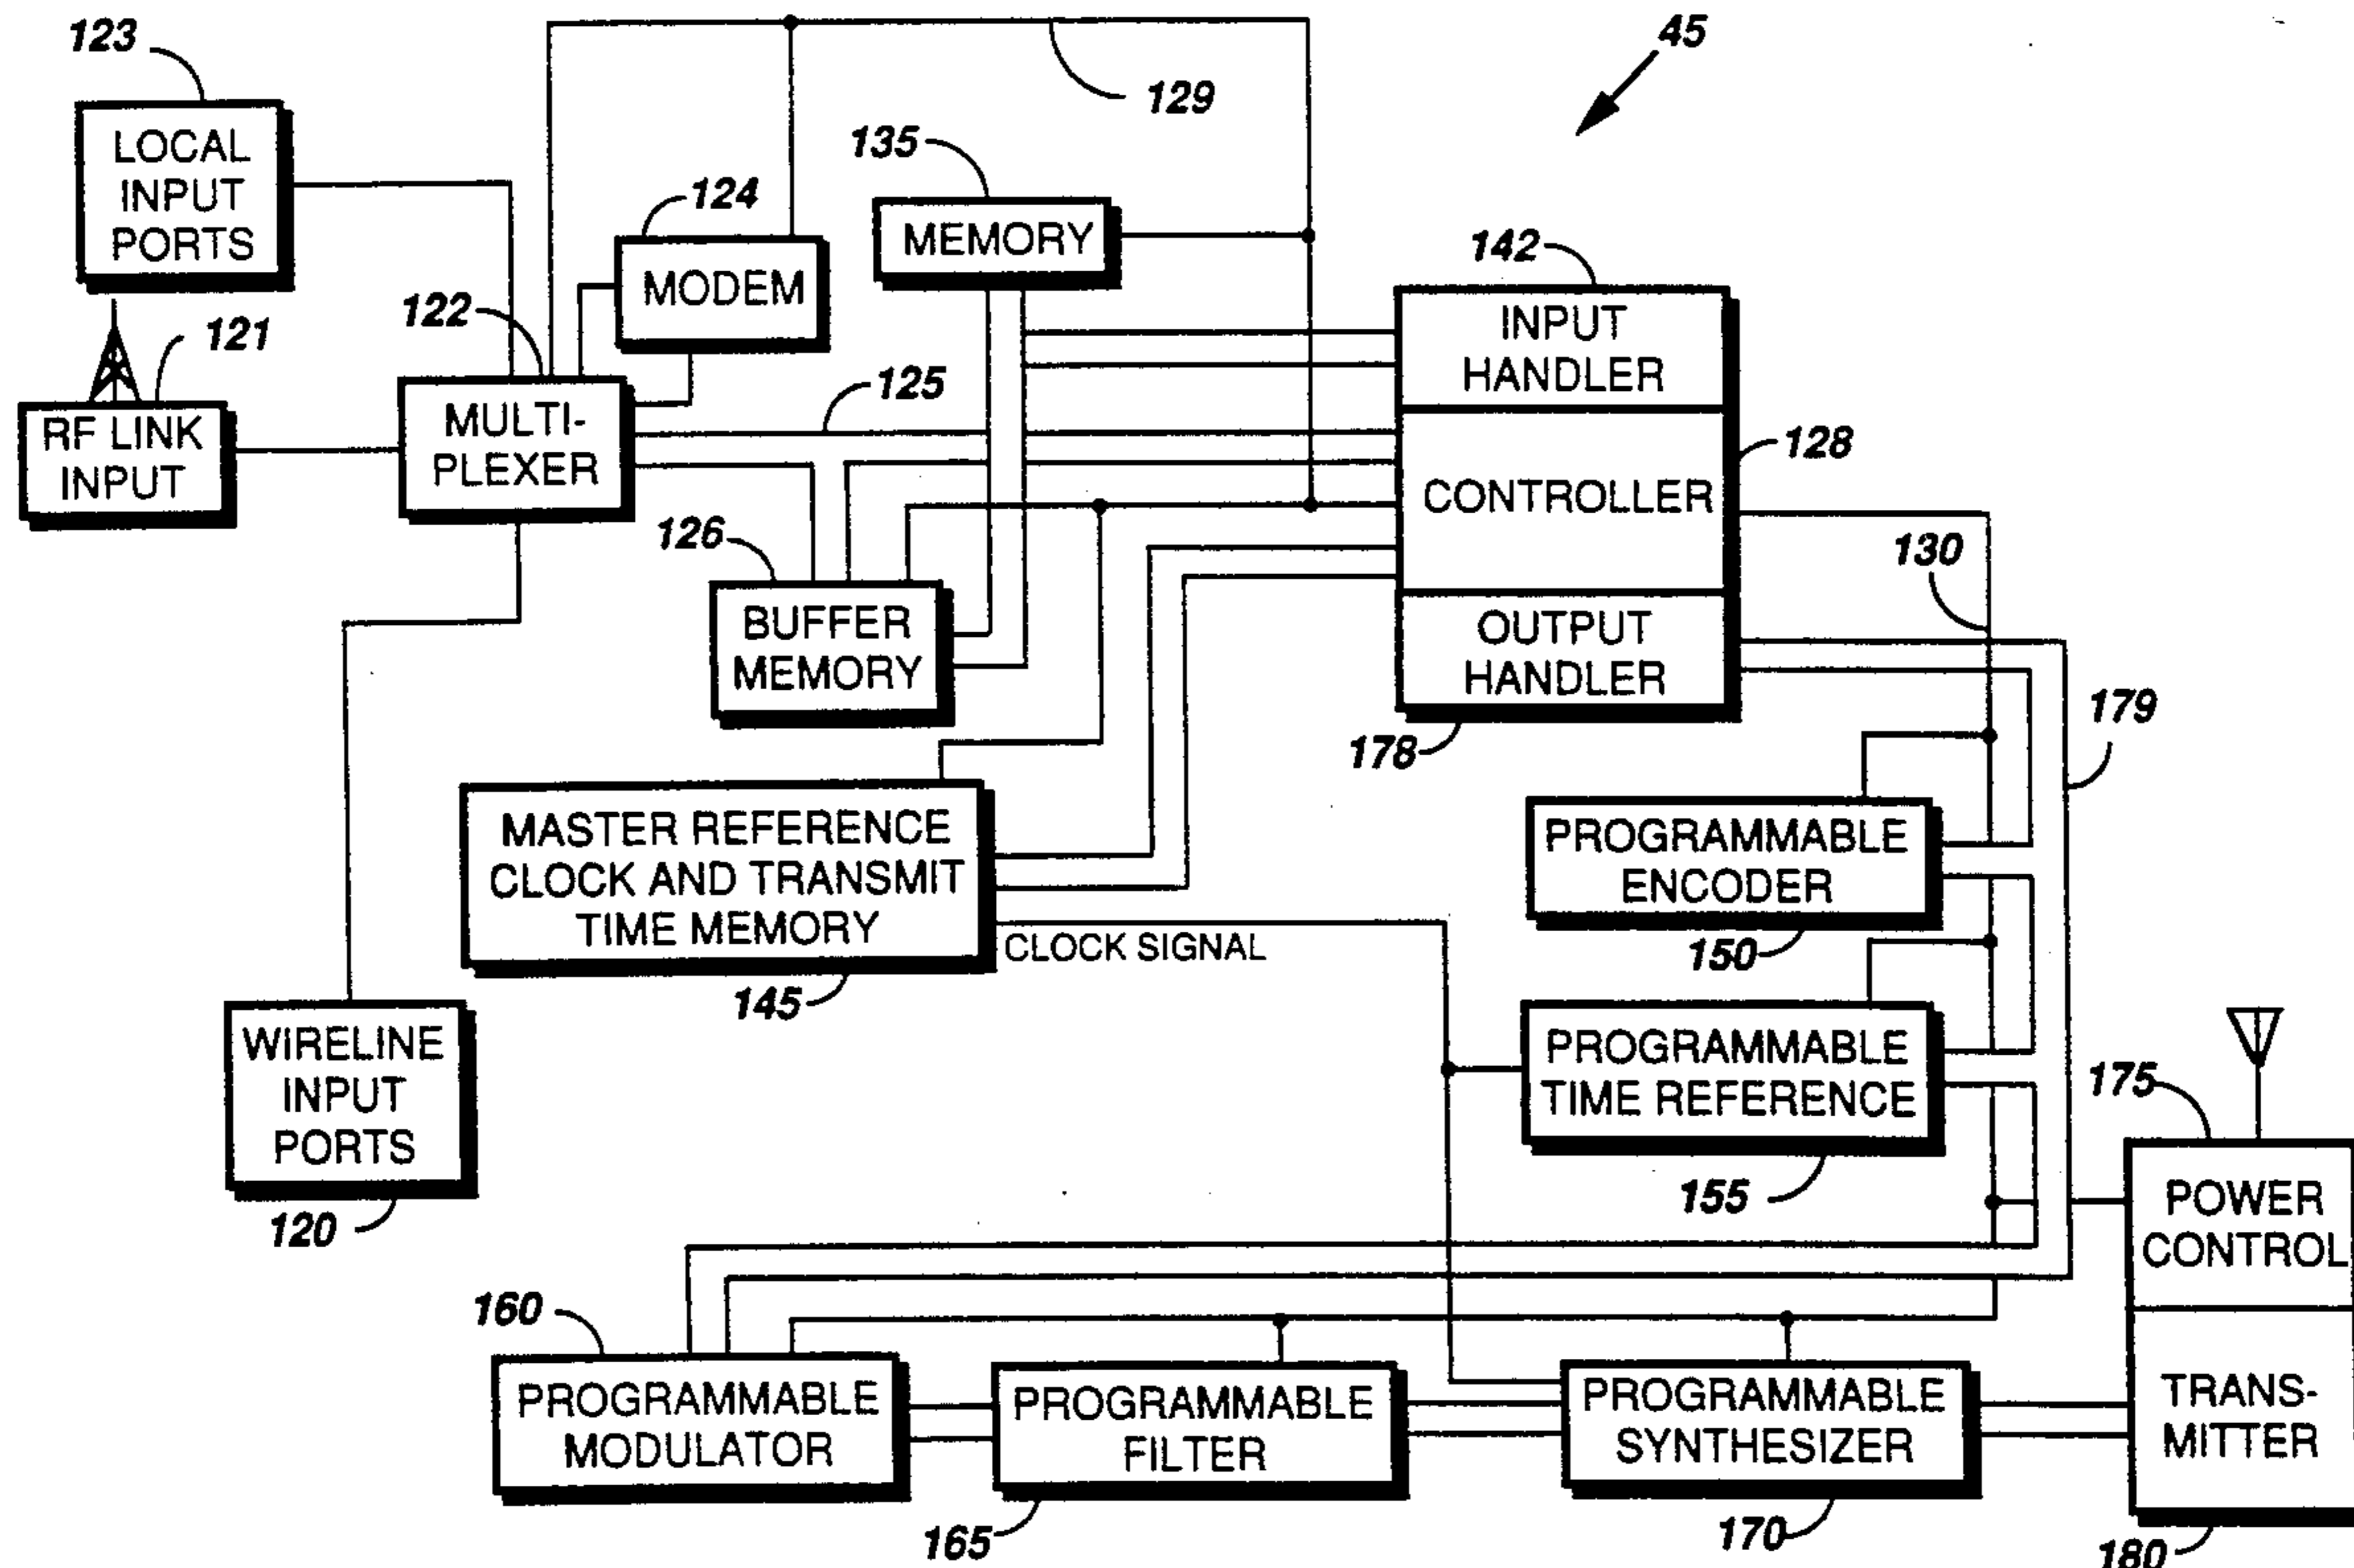 123
45
129
LOCAL
INPUT
PORTS
135
124
MEMORY
142
MODEM
122
121
INPUT
HANDLER
125
RF LINK
INPUT
MULTI-
PLEXER
128
CONTROLLER
126
130
BUFFER
MEMORY
OUTPUT
HANDLER
179
178
MASTER REFERENCE
CLOCK AND TRANSMIT
TIME MEMORY
PROGRAMMABLE
ENCODER
CLOCK SIGNAL
150
145
WIRELINE
INPUT
PORTS
PROGRAMMABLE
TIME REFERENCE
175
155
120
POWER
CONTROL
160
PROGRAMMABLE
MODULATOR
PROGRAMMABLE
FILTER
PROGRAMMABLE
SYNTHESIZER
TRANS-
MITTER
165
170
180